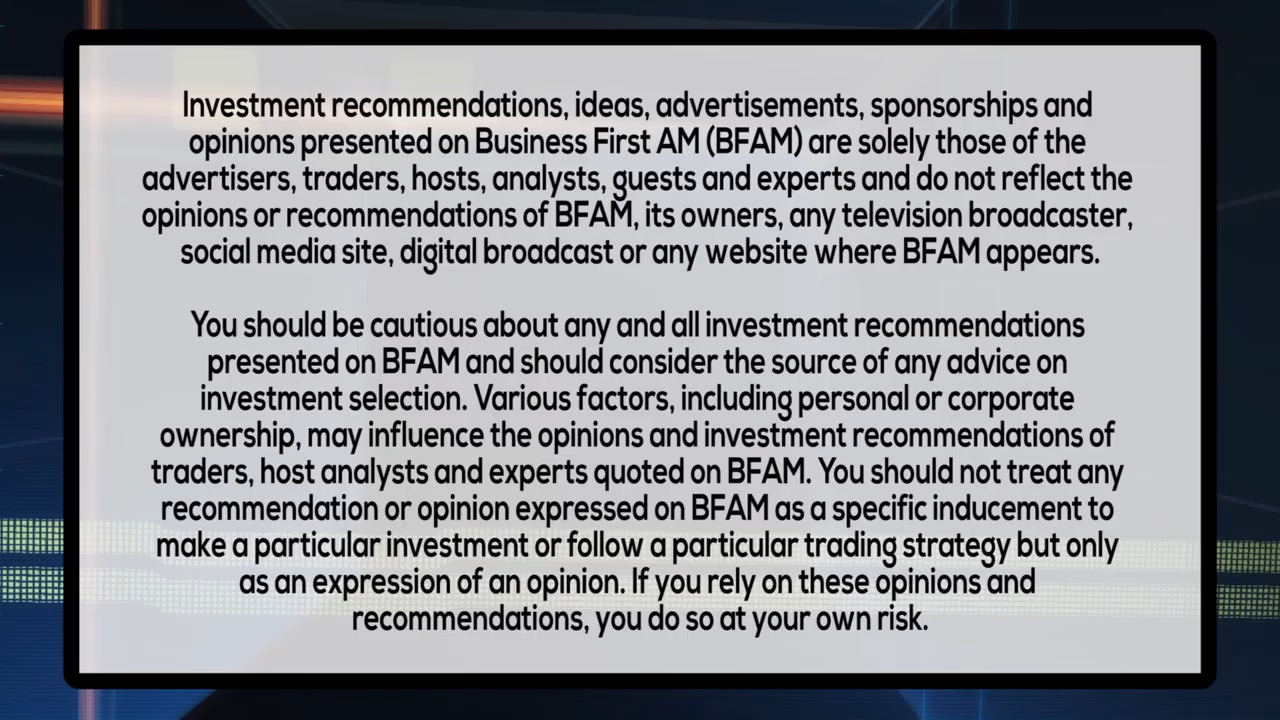 Investment recommendations, ideas, advertisements, sponsorships and
opinions presented on Business First AM (BFAM) are solely those of the
advertisers, traders, hosts, analysts, guests and experts and do not reflect the
opinions or recommendations of BFAM, its owners, any television broadcaster,
social media site, digital broadcast or any website where BFAM appears.
You should be cautious about any and all investment recommendations
presented on BFAM and should consider the source of any advice on
investment selection. Various factors, including personal or corporate
ownership, may influence the opinions and investment recommendations of
traders, host analysts and experts quoted on BFAM. You should not treat any
recommendation or opinion expressed on BFAM as a specific inducement to
make a particular investment or follow a particular trading strategy but only
as an expression of an opinion. If you rely on these opinions and
recommendations, you do so at your own risk.